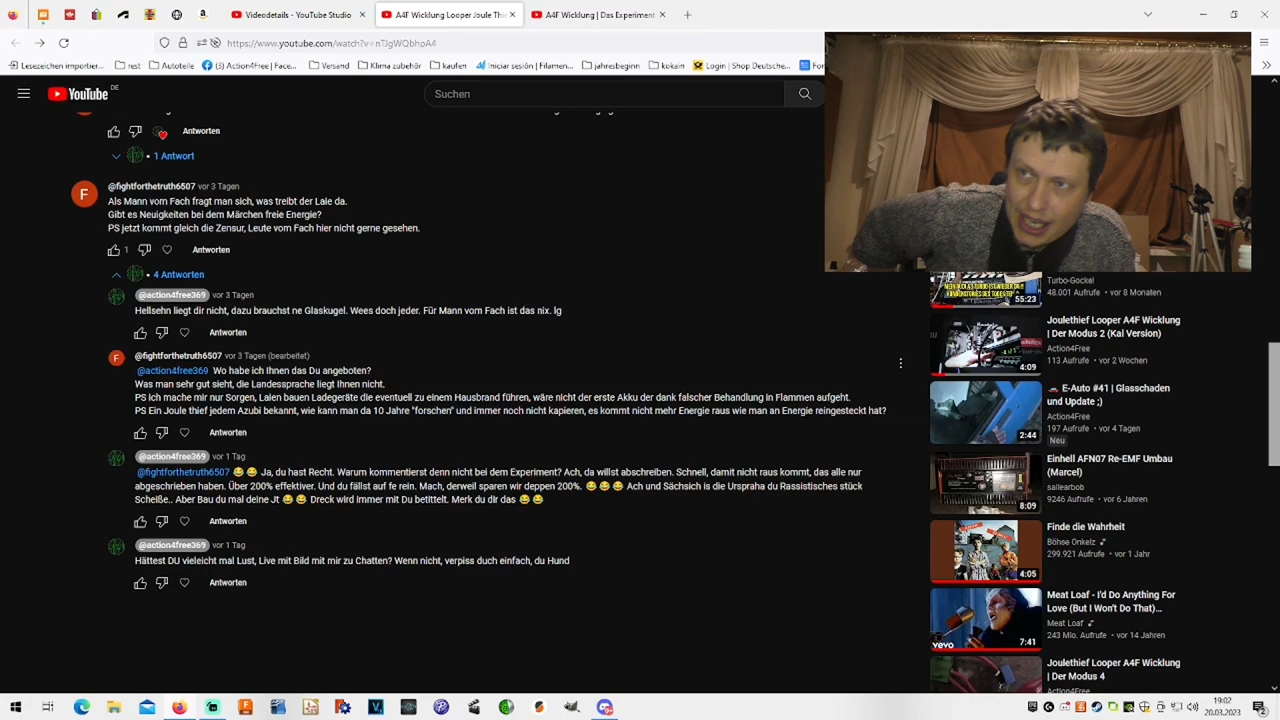 Videodetails - YouTube Studio
A4F Wicklung Looper Joule Thie
A4F Wicklung | Das Experiment
https://www.youtube.com/watch?v=nTJgWQbhpA4
Lesezeichen importier...
rest
Autoteile
(3) Action4Free | Face...
Versand
Klima zubehör
kaufen
Iniciar sesión | Filamen...
jahresbeginn
kokain
Login | Shop Deutsche...
For
YouTube DE
Suchen
Antworten
1 Antwort
F
@fightforthetruth6507 vor 3 Tagen
Als Mann vom Fach fragt man sich, was treibt der Laie da.
Gibt es Neuigkeiten bei dem Märchen freie Energie?
PS jetzt kommt gleich die Zensur, Leute vom Fach hier nicht gerne gesehen.
1 Antworten
4 Antworten
@action4free369 vor 3 Tagen
Hellsehn liegt dir nicht, dazu brauchst ne Glaskugel. Wees doch jeder. Für Mann vom Fach ist das nix. lg
Antworten
F
@fightforthetruth6507 vor 3 Tagen (bearbeitet)
@action4free369 Wo habe ich Ihnen das Du angeboten?
Was man sehr gut sieht, die Landessprache liegt Ihnen nicht.
PS ich mache mir nur Sorgen, Laien bauen Ladegeräte die eventuell zu einem Hausbrand führen, wäre nicht der erste Akku der dank falscher Behandlung in Flammen aufgeht.
PS Ein Joule thief jedem Azubi bekannt, wie kann man da 10 Jahre "forschen" und immer noch nicht kapieren, es kommt nicht mehr Energie raus wie man an Energie reingesteckt hat?
Antworten
@action4free369 vor 1 Tag
@fightforthetruth6507 😂😂 Ja, du hast Recht. Warum kommentierst denn nicht bei dem Experiment? Ach, da willst abschreiben. Schnell, damit nicht raus kommt, das alle nur
abgeschrieben haben. Über 200% effektiver. Und du fällst auf fe rein. Mach, derweil sparen wir deppisten 200%. 😂😂😂 Ach und Sächsich is die Urspraha du Rassistisches stück
Scheiße.. Aber Bau du mal deine Jt 😂😂 Dreck wird immer mit Du betittelt. Merk du dir das 😂😂
Antworten
@action4free369 vor 1 Tag
Hättest DU vieleicht mal Lust, Live mit Bild mit mir zu Chatten? Wenn nicht, verpiss duch einfach, du Hund
Antworten
Turbo-Gockel
48.001 Aufrufe • vor 8 Monaten
55:23
Joulethief Looper A4F Wicklung
| Der Modus 2 (Kai Version)
Action4Free
113 Aufrufe • vor 2 Wochen
4:09
E-Auto #41 | Glasschaden
und Update ;)
Action4Free
197 Aufrufe • vor 4 Tagen
Neu
2:44
Einhell AFN07 Re-EMF Umbau
(Marcel)
sallearbob
9246 Aufrufe • vor 6 Jahren
8:09
Finde die Wahrheit
Böhse Onkelz
299.921 Aufrufe • vor 1 Jahr
4:05
Meat Loaf - I'd Do Anything For
Love (But I Won't Do That)...
Meat Loaf
243 Mio. Aufrufe • vor 14 Jahren
vevo
7:41
Joulethief Looper A4F Wicklung
| Der Modus 4
Action4Free
19:02
20.03.2023